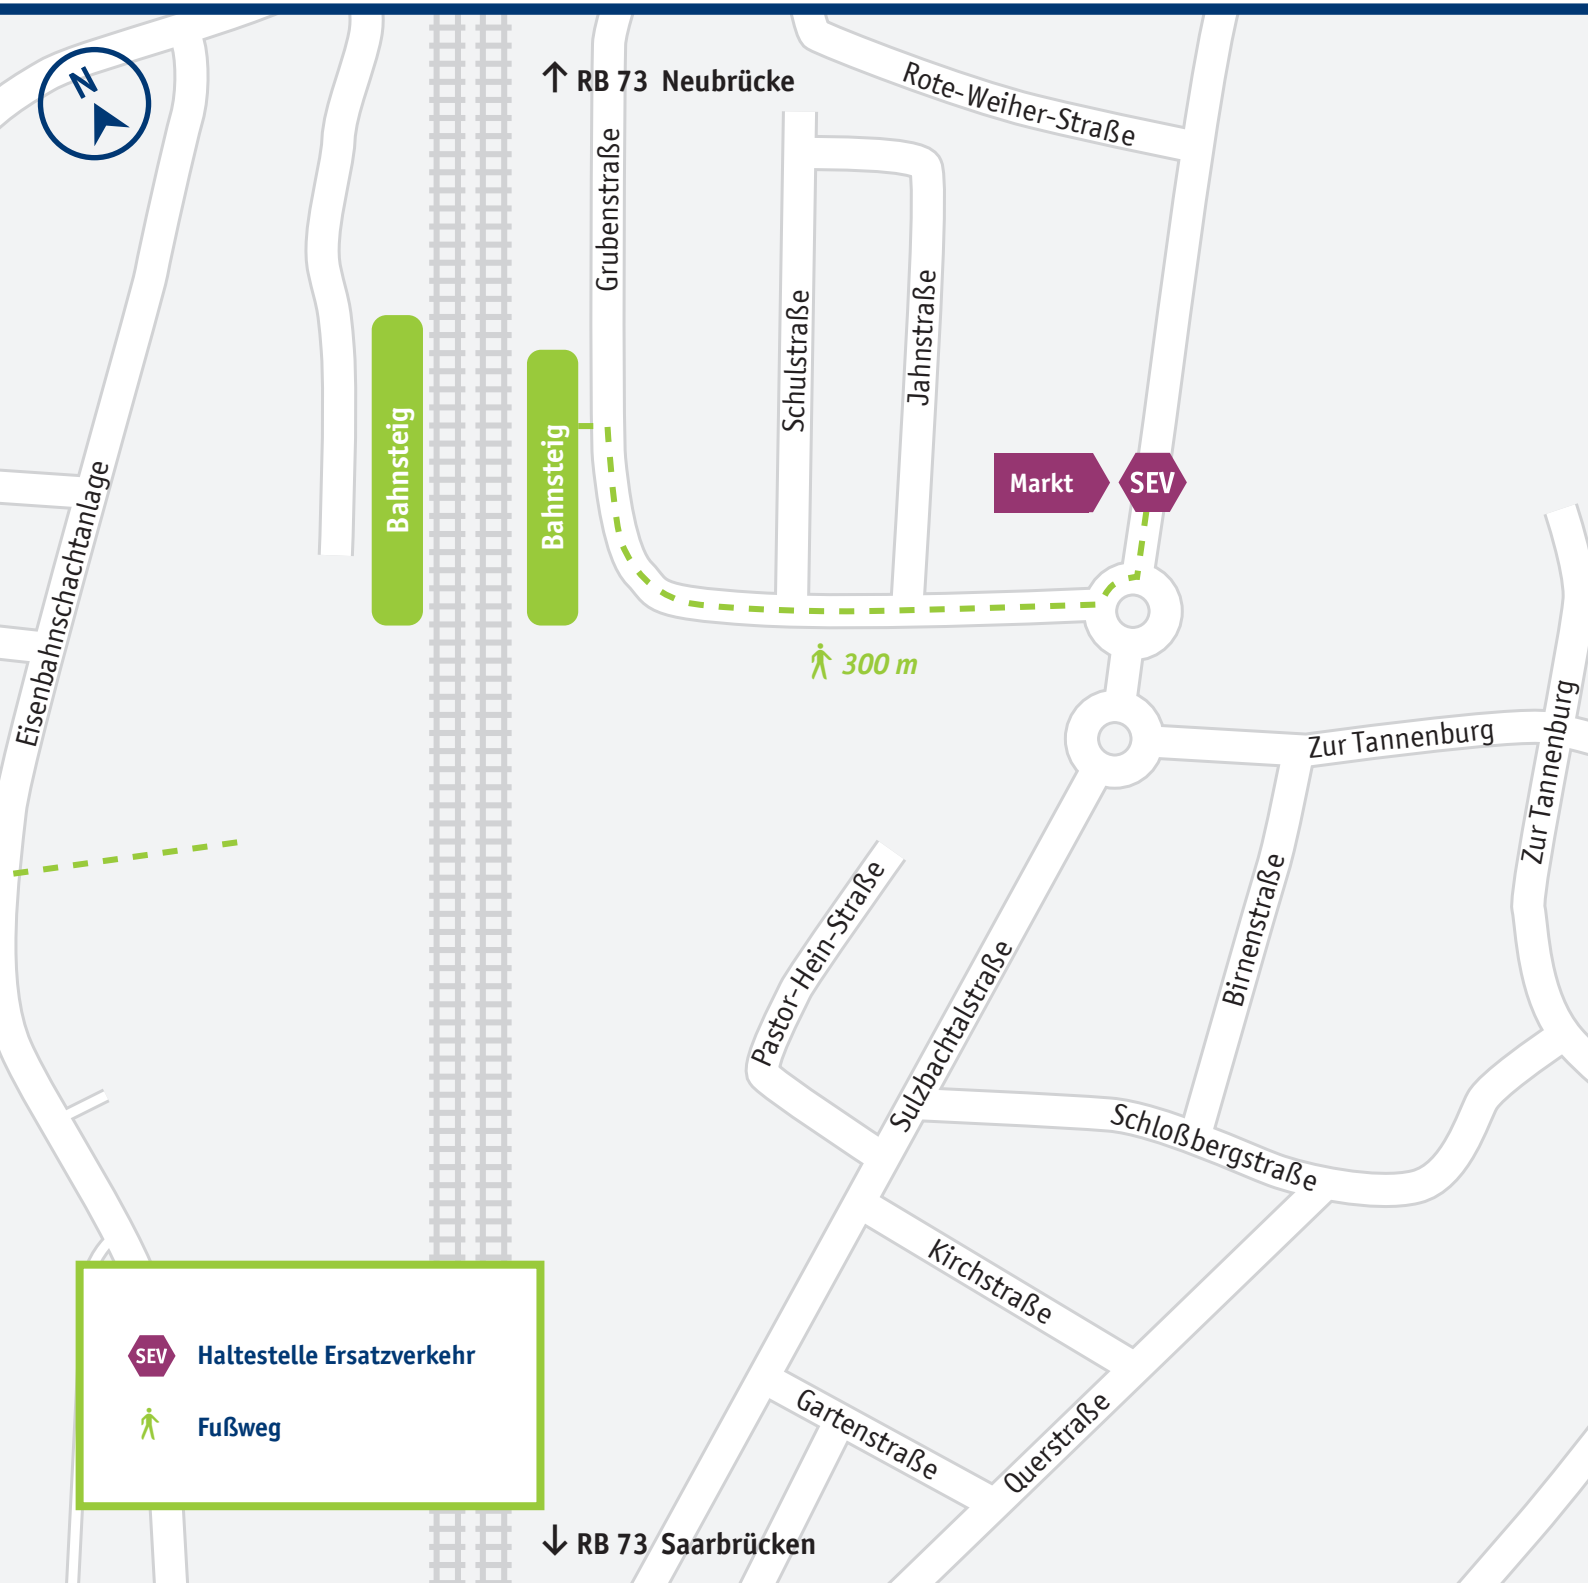 N
↑ RB 73 Neubrücke
Rote-Weiher-Straße
Grubenstraße
Schulstraße
Jahnstraße
Bahnsteig
Bahnsteig
Markt
SEV
Eisenbahnschachtanlage
300 m
Zur Tannenburg
Zur Tannenburg
Birnenstraße
Pastor-Hein-Straße
Sulzbachtalstraße
Schloßbergstraße
Kirchstraße
Gartenstraße
Querstraße
SEV Haltestelle Ersatzverkehr
Fußweg
↓ RB 73 Saarbrücken